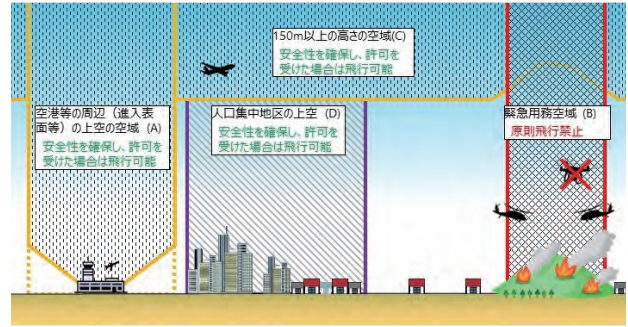 150m以上の高さの空域(C)
安全性を確保し、許可を
受けた場合は飛行可能
空港等の周辺（進入表
面等）の上空の空域 (A)
安全性を確保し、許可を
受けた場合は飛行可能
人口集中地区の上空 (D)
安全性を確保し、許可を
受けた場合は飛行可能
緊急用務空域 (B)
原則飛行禁止